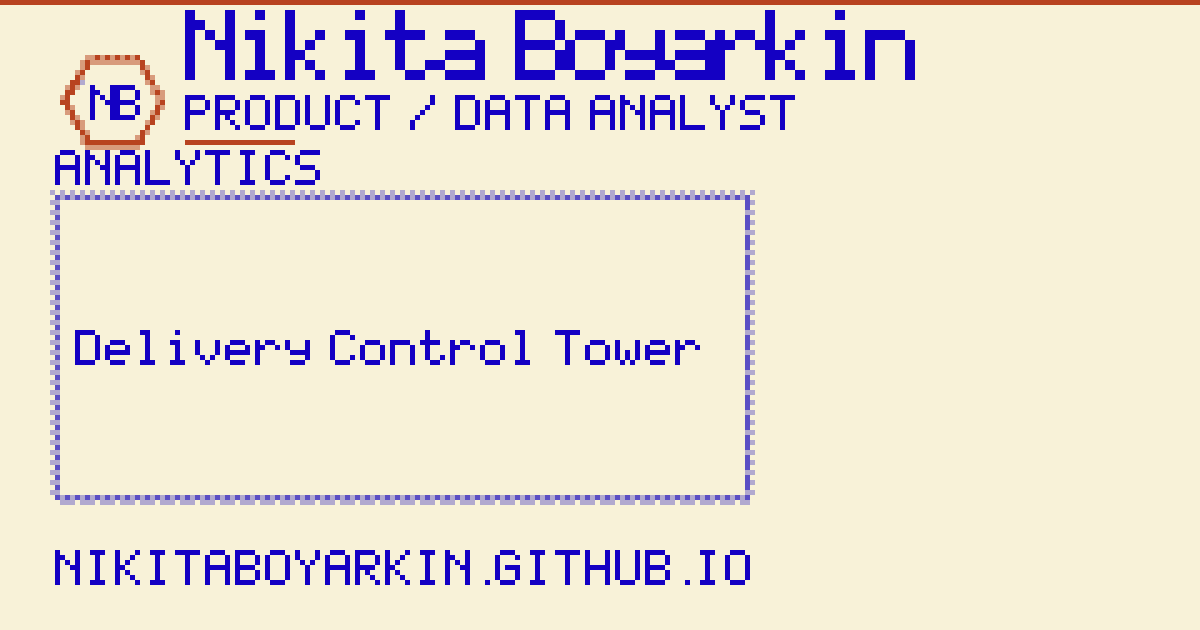 Nikita Boyarkin
NB
PRODUCT / DATA ANALYST
ANALYTICS
Delivery Control Tower
NIKITABOYARKIN.GITHUB.IO